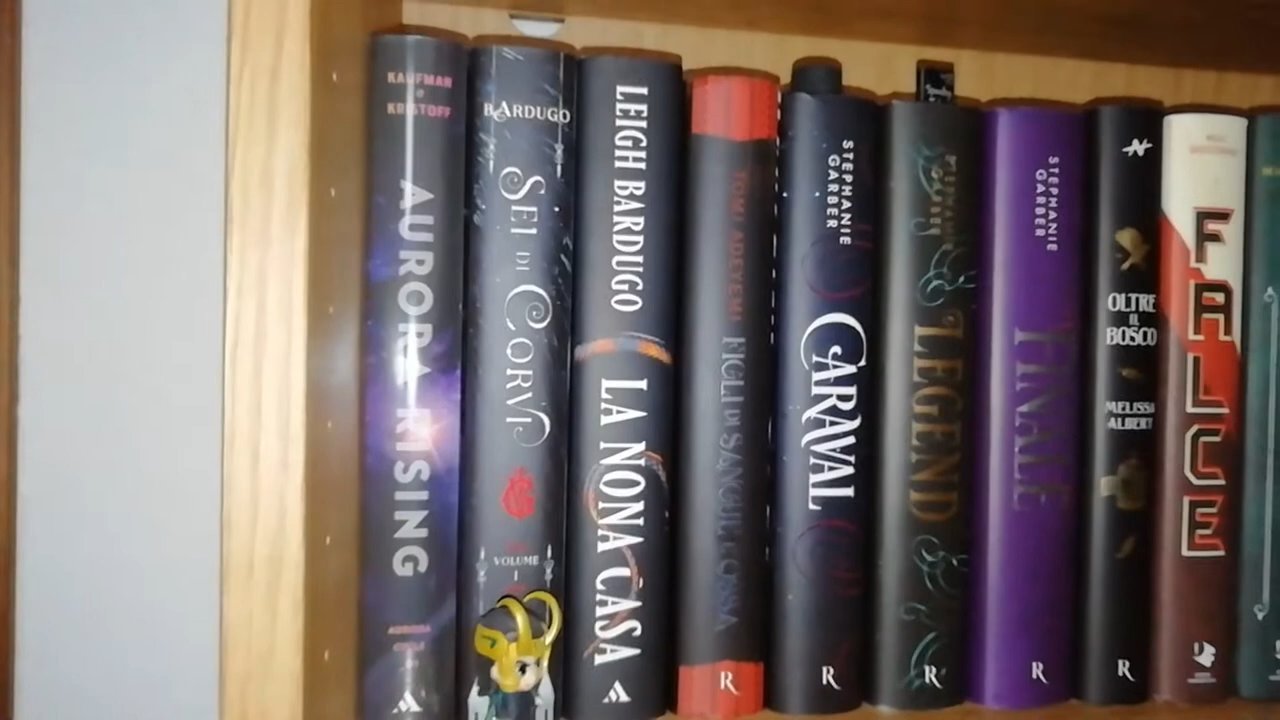 KAUFMAN
KRISTOFF
AURORA RISING
BARDUGO
SEI DI CORVI
VOLUME
I
LEIGH BARDUGO
LA NONA CASA
TOMI ADEYEMI
FIGLI DI SANGUE E OSSA
R
STEPHANIE
GARBER
CARAVAL
R
LEGEND
R
STEPHANIE
GARBER
FINALE
R
OLTRE
IL
BOSCO
MELISSA
ALBERT
R
FALCE